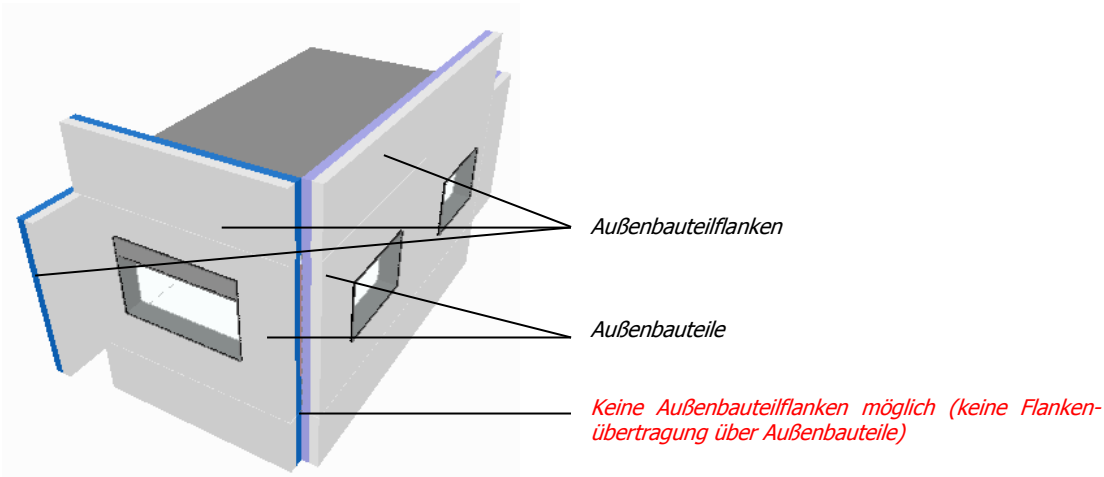 Außenbauteilflanken
Außenbauteile
Keine Außenbauteilflanken möglich (keine Flanken-
übertragung über Außenbauteile)